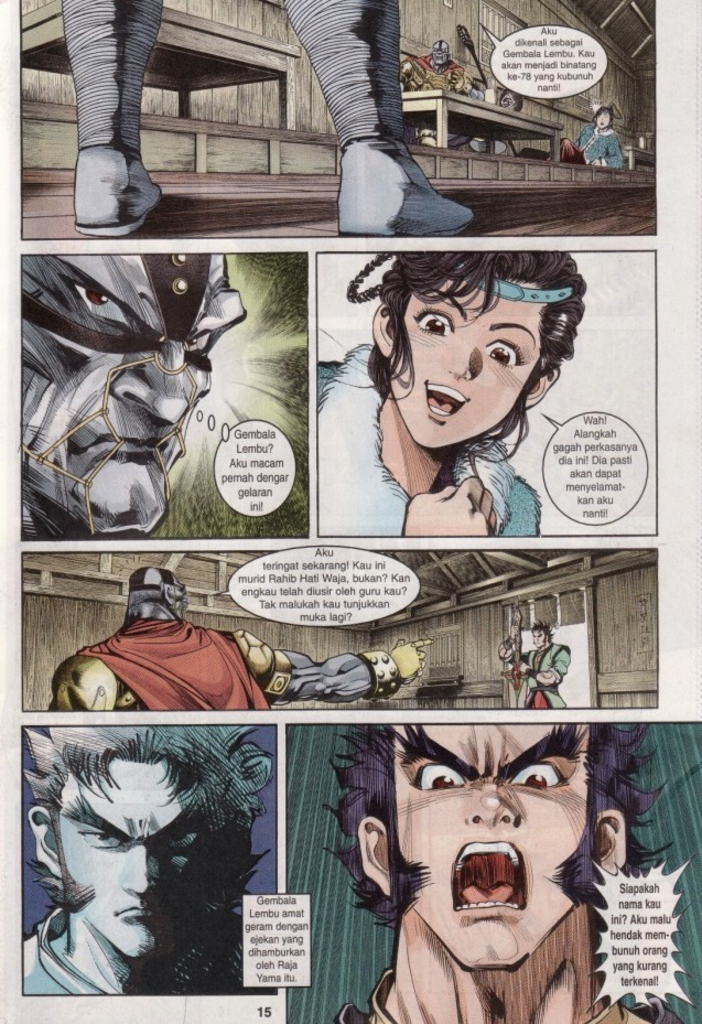 Aku
dikenali sebagai
Gembala Lembu. Kau
akan menjadi binatang
ke-78 yang kubunuh
nanti!
Gembala
Lembu?
Aku macam
pernah dengar
gelaran
ini!
Wah!
Alangkah
gagah perkasanya
dia ini! Dia pasti
akan dapat
menyelamat-
kan aku
nanti!
Aku
teringat sekarang! Kau ini
murid Rahib Hati Waja, bukan? Kan
engkau telah diusir oleh guru kau?
Tak malukah kau tunjukkan
muka lagi?
Gembala
Lembu amat
geram dengan
ejekan yang
dihamburkan
oleh Raja
Yama itu.
Siapakah
nama kau
ini? Aku malu
hendak mem-
bunuh orang
yang kurang
terkenal!
15